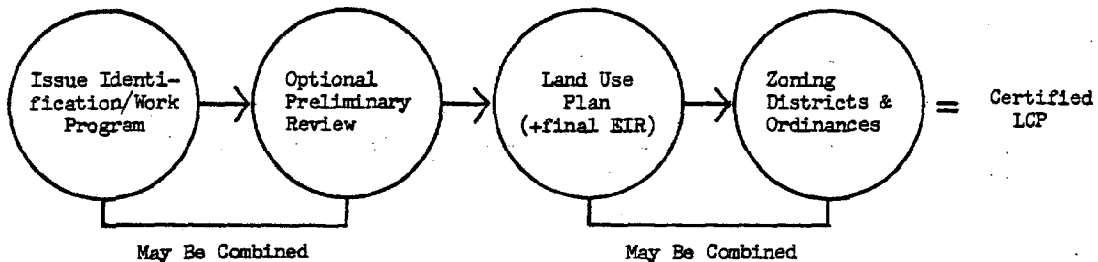 Issue Identi-
fication/Work
Program
Optional
Preliminary
Review
Land Use
Plan
(+final EIR)
Zoning
Districts &
Ordinances
=
Certified
LCP
May Be Combined
May Be Combined